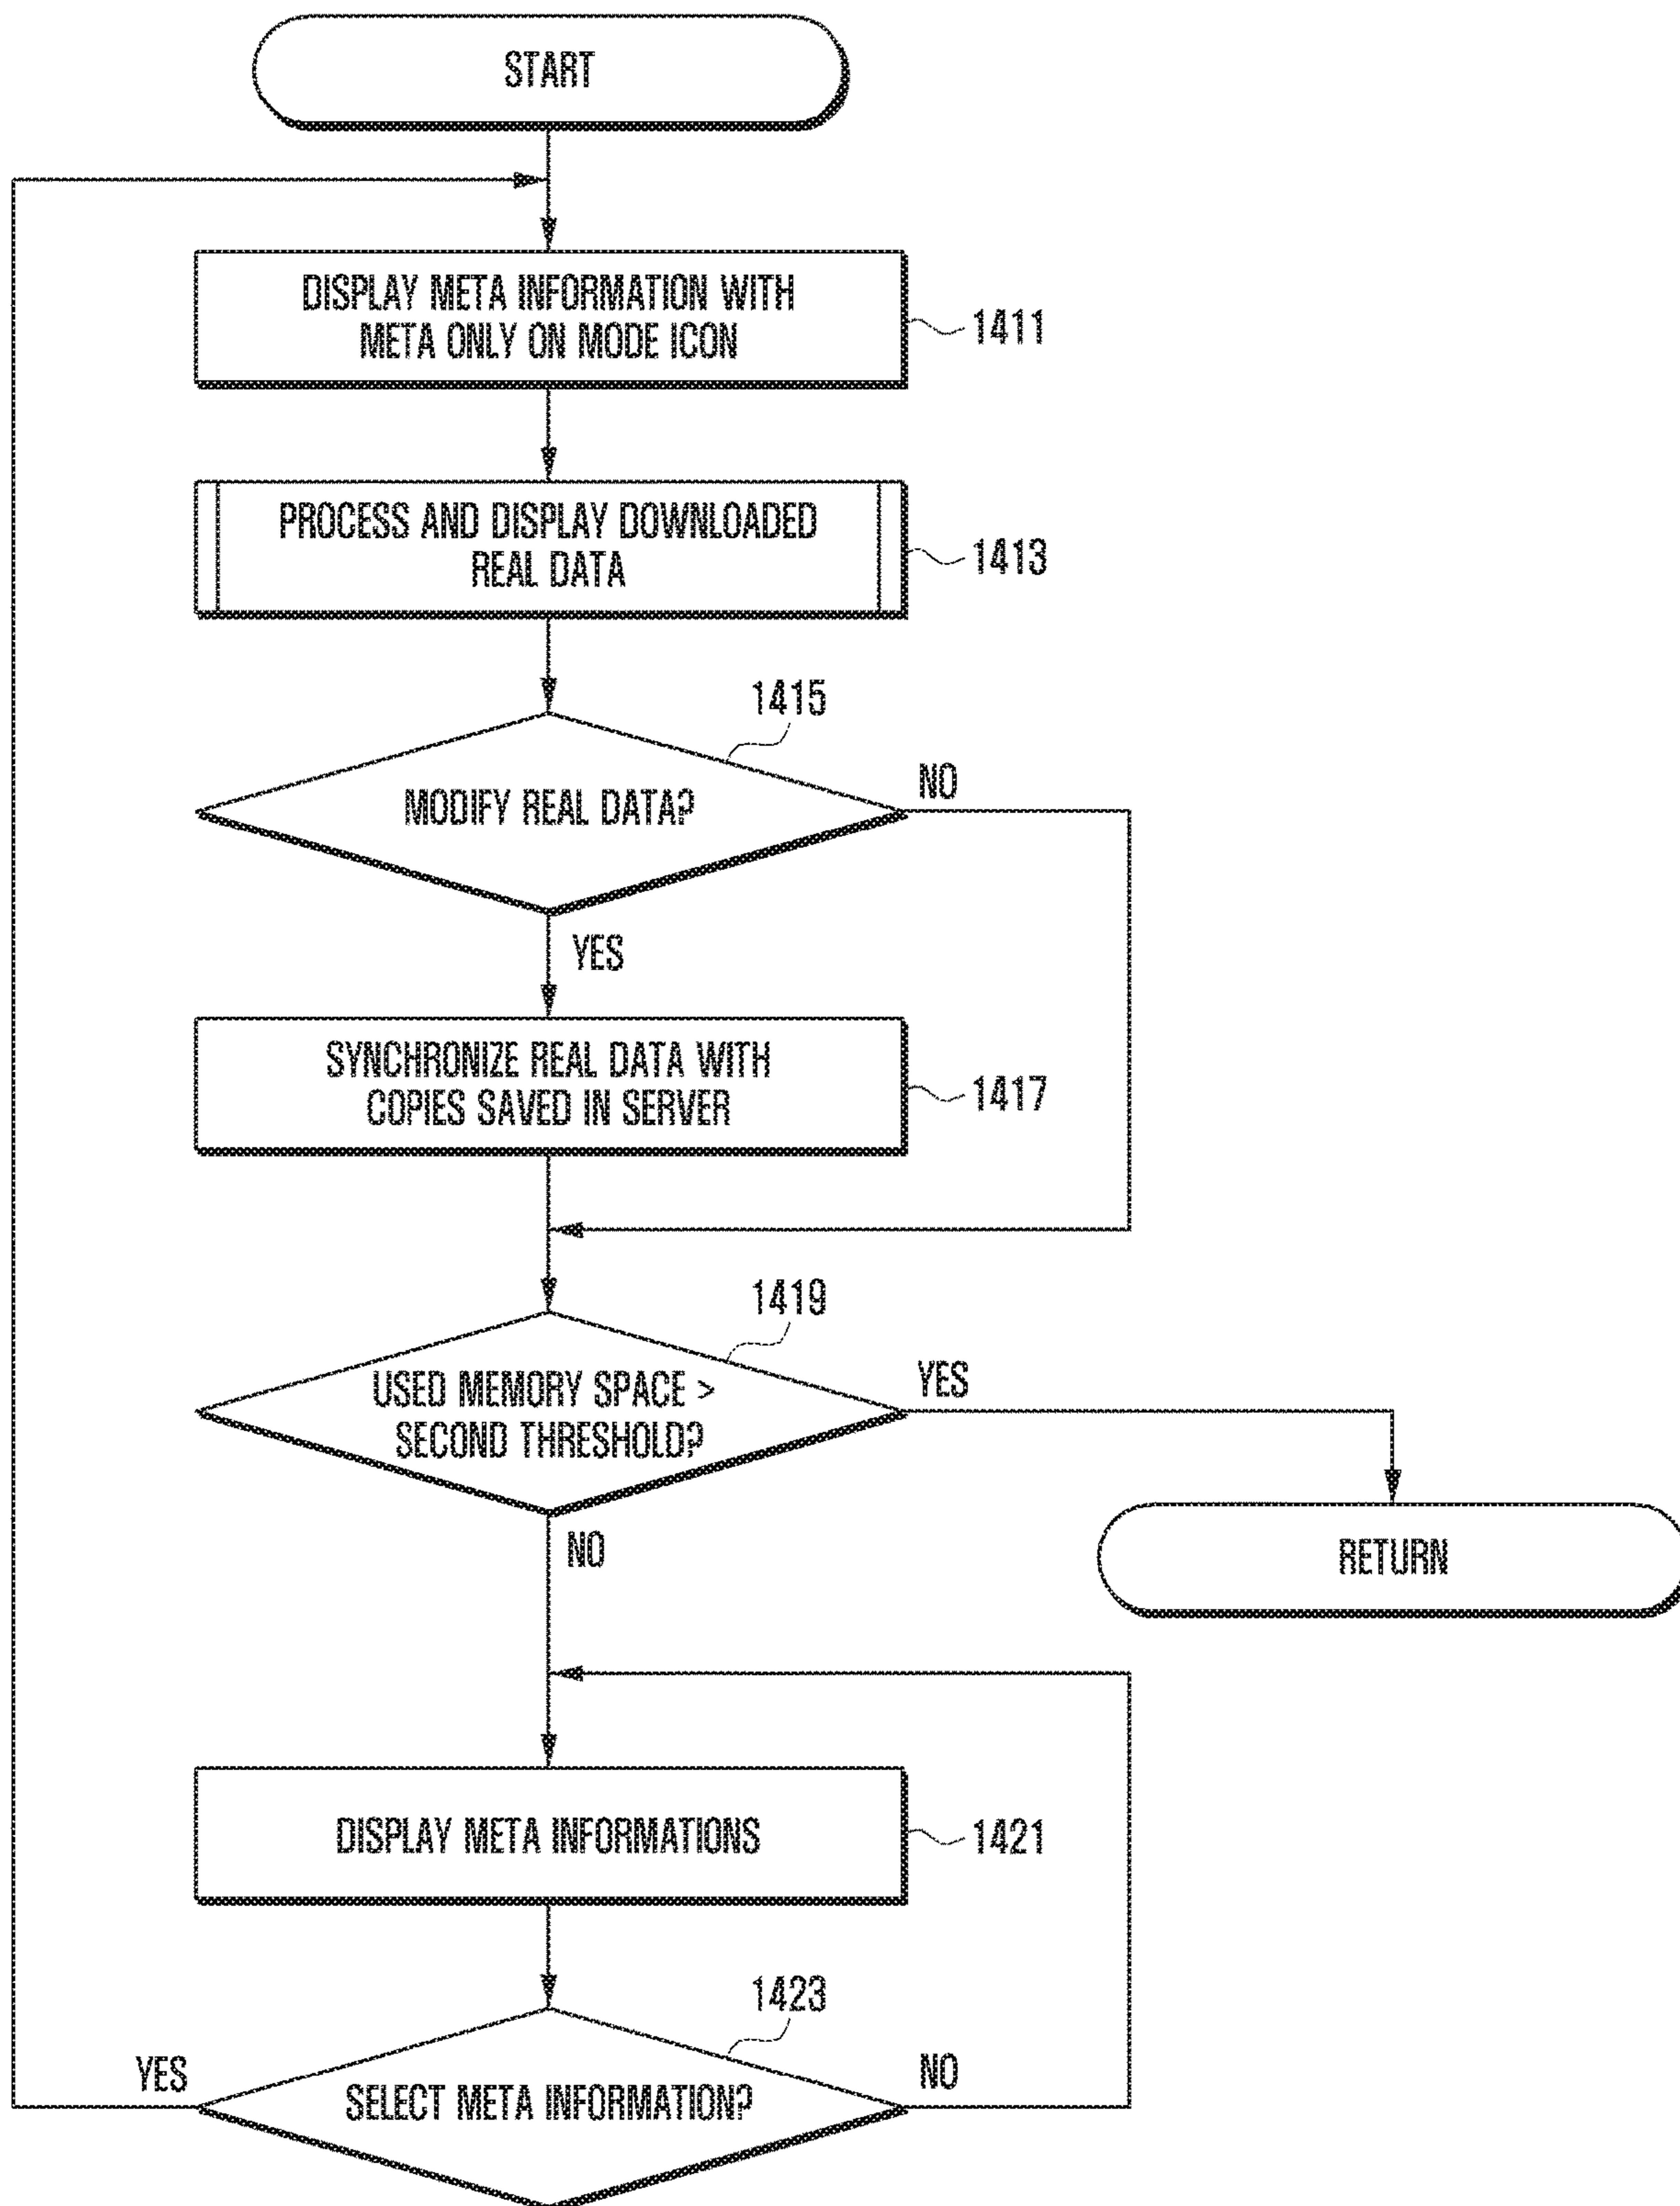 START
DISPLAY META INFORMATION WITH
META ONLY ON MODE ICON
1411
PROCESS AND DISPLAY DOWNLOADED
REAL DATA
1413
1415
MODIFY REAL DATA?
NO
YES
SYNCHRONIZE REAL DATA WITH
COPIES SAVED IN SERVER
1417
1419
USED MEMORY SPACE >
SECOND THRESHOLD?
YES
NO
RETURN
DISPLAY META INFORMATIONS
1421
1423
YES
SELECT META INFORMATION?
NO